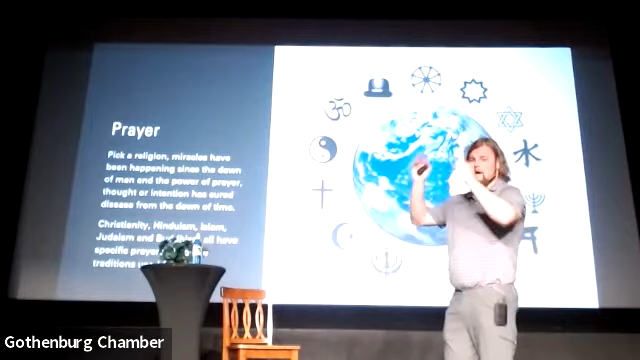 Prayer
Pick a religion, miracles have
been happening since the dawn
of man and the power of prayer,
thought or intention has cured
disease from the dawn of time.
Christianity, Hinduism, Islam,
Judaism and all have
specific prayer
traditions
Gothenburg Chamber